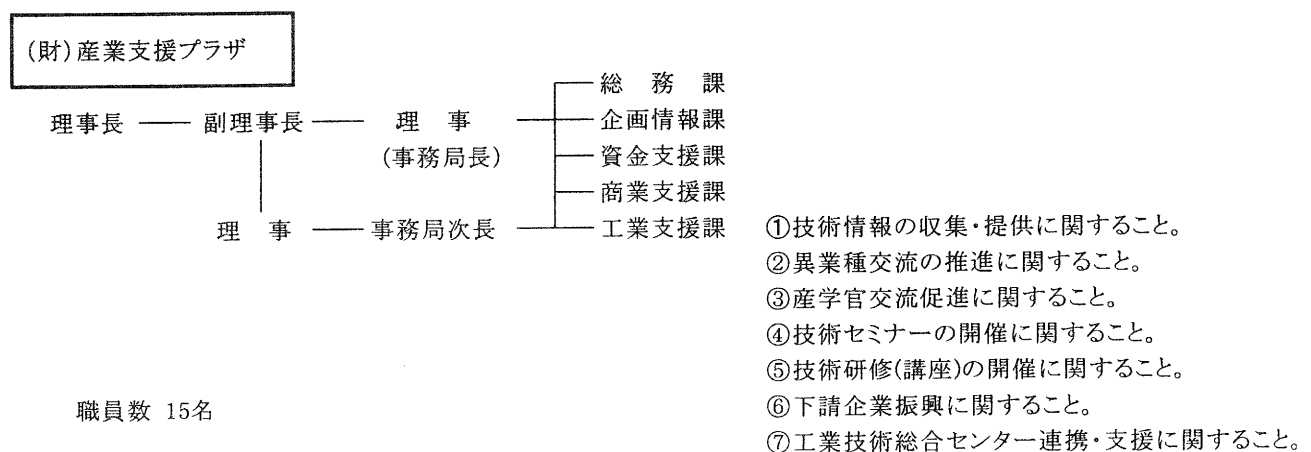 (財)産業支援プラザ
総務課
理事長 副理事長 理事 企画情報課
(事務局長) 資金支援課
商業支援課
理事 事務局次長 工業支援課 ①技術情報の収集・提供に関すること。
②異業種交流の推進に関すること。
③産学官交流促進に関すること。
④技術セミナーの開催に関すること。
⑤技術研修(講座)の開催に関すること。
職員数 15名 ⑥下請企業振興に関すること。
⑦工業技術総合センター連携・支援に関すること。